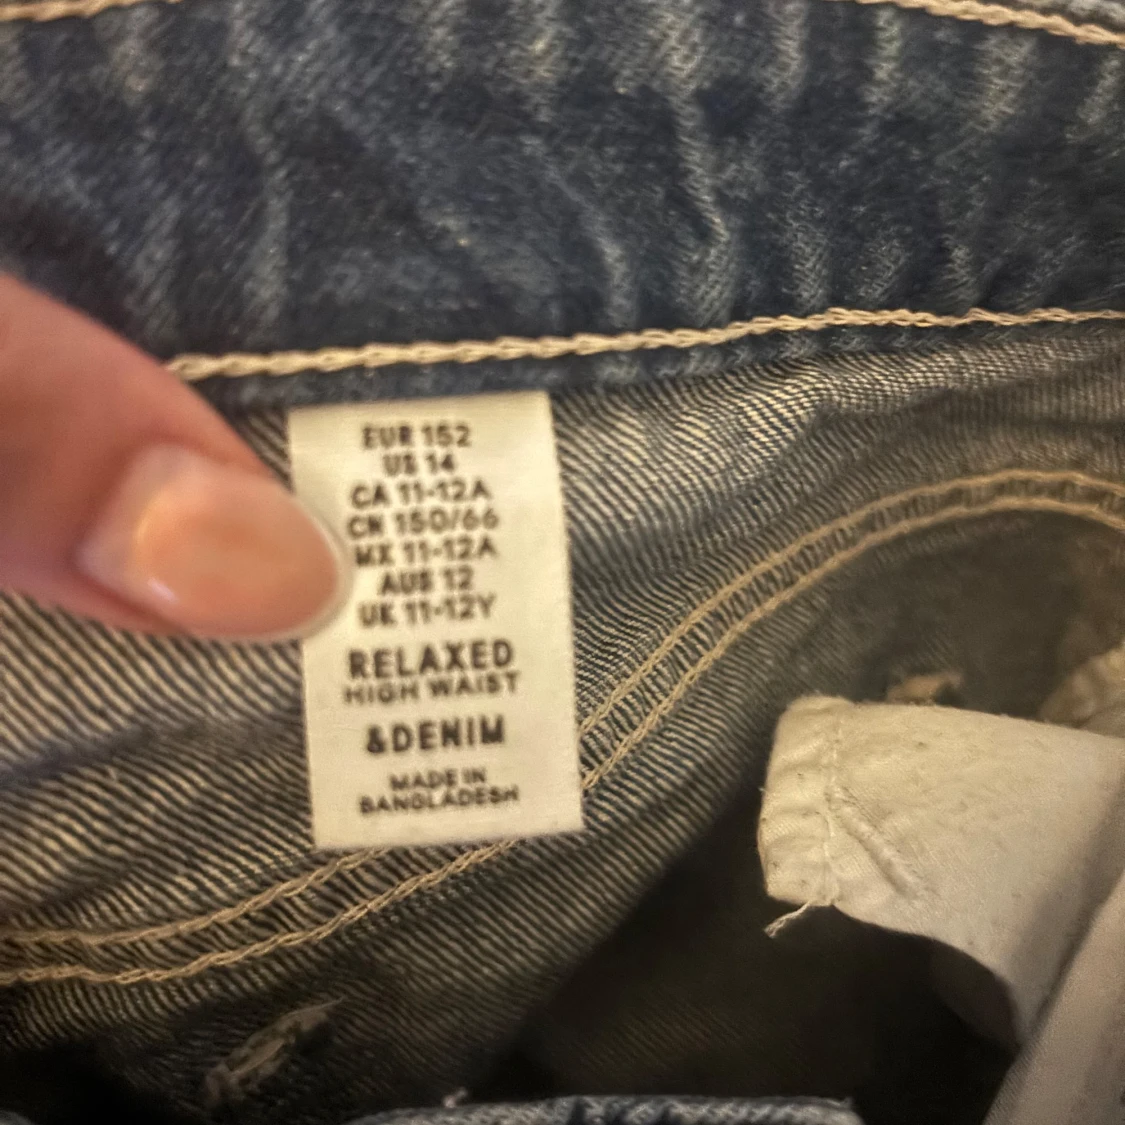 EUR 152
US 14
CA 11-12A
CN 150/66
MX 11-12A
AUS 12
UK 11-12Y
RELAXED
HIGH WAIST
&DENIM
MADE IN
BANGLADESH